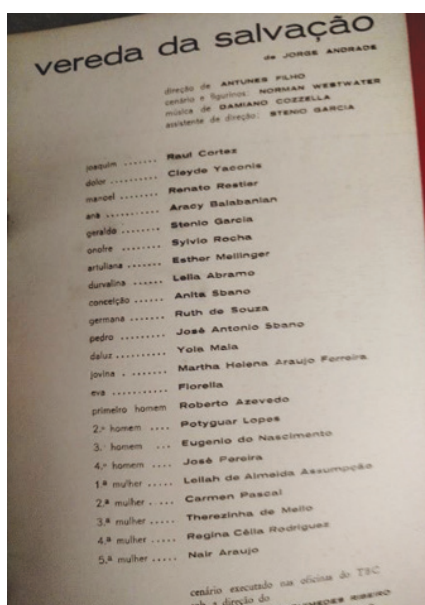 vereda da salvação
de JORGE ANDRADE
direção de ANTUNES FILHO
cenário e figurinos: NORMAN WESTWATER
música de DAMIANO COZZELLA
assistente de direção: STENIO GARCIA
joaquim ....... Raul Cortez
dolor .......... Cleyde Yaconis
manoel ....... Renato Restier
ana ........... Aracy Balabanian
geraldo ....... Stenio Garcia
onofre ........ Sylvio Rocha
artuliana ....... Esther Mellinger
durvalina ...... Lelia Abramo
conceição ...... Anita Sbano
germana ..... Ruth de Souza
pedro ......... José Antonio Sbano
daluz .......... Yola Maia
jovina . ....... Martha Helena Araujo Ferreira
eva ........... Fiorella
primeiro homem Roberto Azevedo
2.º homem .... Potyguar Lopes
3.º homem ... Eugenio do Nascimento
4.º homem .... José Pereira
1.ª mulher ..... Leilah de Almeida Assumpção
2.ª mulher ..... Carmen Pascal
3.ª mulher ..... Therezinha de Mello
4.ª mulher ..... Regina Célia Rodriguez
5.ª mulher ..... Nair Araujo
cenário executado nas oficinas do TBC
direção do
RIBEIRO